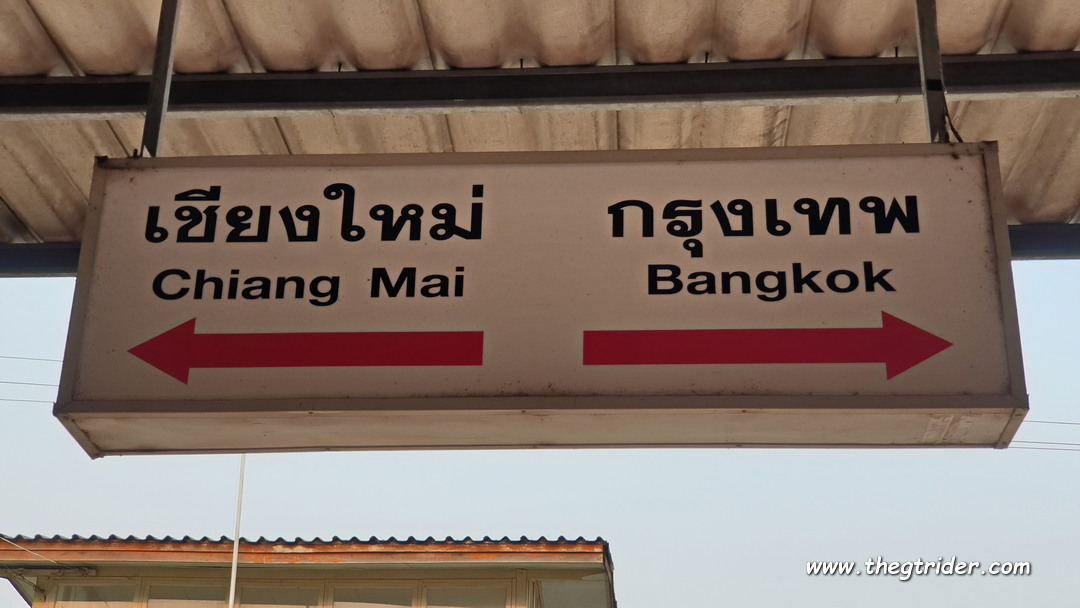 เชียงใหม่
Chiang Mai
กรุงเทพ
Bangkok
www.thegtrider.com